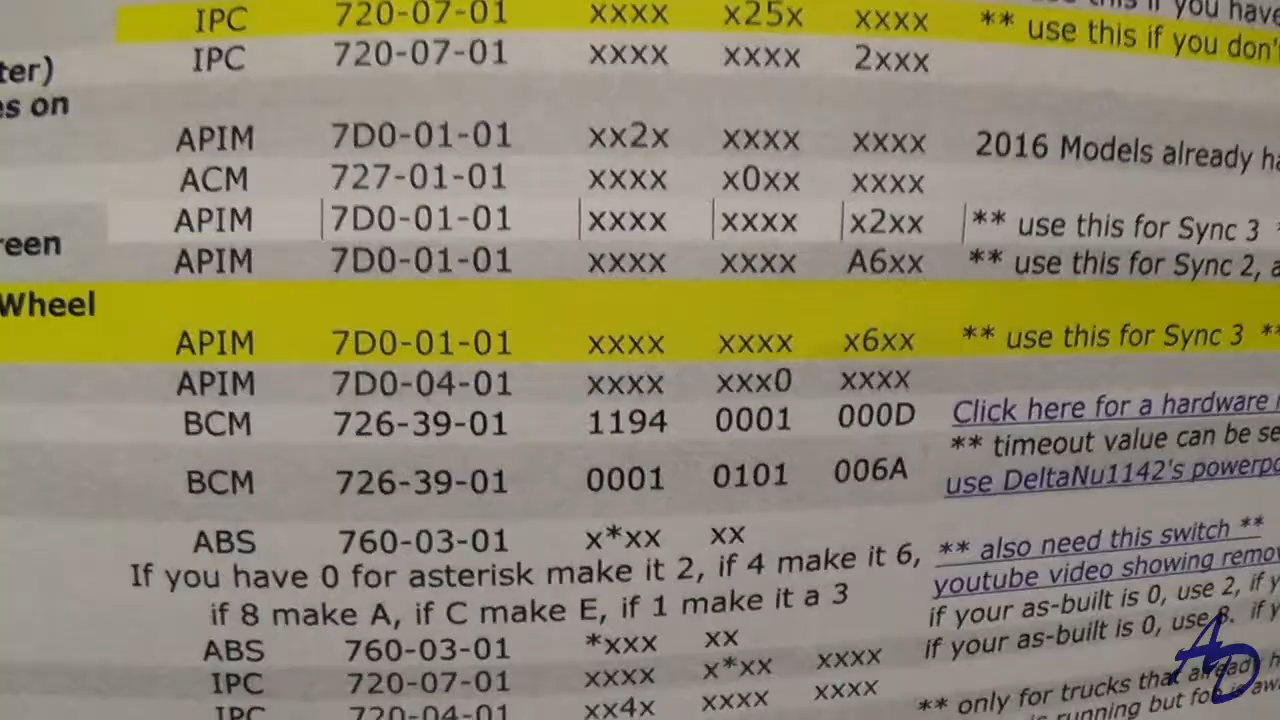 IPC 720-07-01 xxxx x25x xxxx ** use this if you don't
IPC 720-07-01 xxxx xxxx 2xxx
ter)
es on
APIM 7D0-01-01 xx2x xxxx xxxx 2016 Models already ha
ACM 727-01-01 xxxx x0xx xxxx
APIM 7D0-01-01 xxxx xxxx x2xx ** use this for Sync 3
reen
APIM 7D0-01-01 xxxx xxxx A6xx ** use this for Sync 2, a
Wheel
APIM 7D0-01-01 xxxx xxxx x6xx ** use this for Sync 3 **
APIM 7D0-04-01 xxxx xxx0 xxxx
BCM 726-39-01 1194 0001 000D Click here for a hardware
** timeout value can be se
BCM 726-39-01 0001 0101 006A use DeltaNu1142's powerpo
ABS 760-03-01 x*xx xx ** also need this switch **
If you have 0 for asterisk make it 2, if 4 make it 6, youtube video showing remov
if 8 make A, if C make E, if 1 make it a 3 if your as-built is 0, use 2, if y
ABS 760-03-01 *xxx xx if your as-built is 0, use 8. if y
IPC 720-07-01 xxxx x*xx xxxx
IPC 720-04-01 xx4x xxxx xxxx ** only for trucks that already h
running but fob is aw
AD